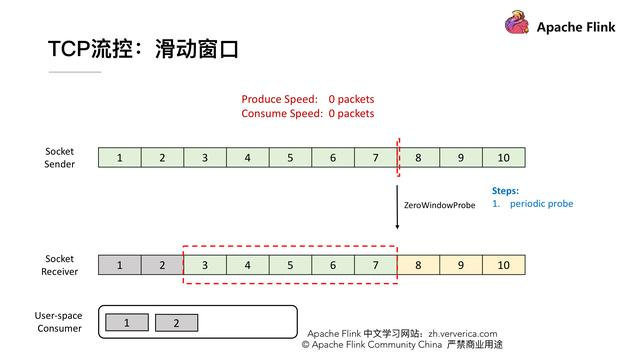 Apache Flink
TCP流控：滑动窗口
Produce Speed: 0 packets
Consume Speed: 0 packets
Socket Sender
1 2 3 4 5 6 7 8 9 10
Steps:
1. periodic probe
ZeroWindowProbe
Socket Receiver
1 2 3 4 5 6 7 8 9 10
User-space Consumer
1 2
Apache Flink 中文学习网站：zh.ververica.com
© Apache Flink Community China 严禁商业用途